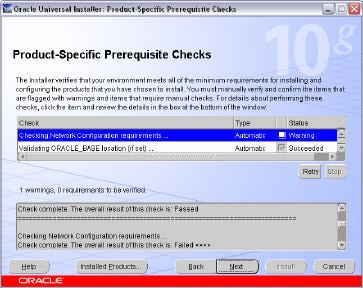 Oracle Universal Installer: Product-Specific Prerequisite Checks
10g
Product-Specific Prerequisite Checks
The Installer verifies that your environment meets all of the minimum requirements for installing and
configuring the products that you have chosen to install. You must manually verify and confirm the items
that are flagged with warnings and items that require manual checks. For details about performing these
checks, click the item and review the details in the box at the bottom of the window.
Check Type Status
Checking Network Configuration requirements ... Automatic Warning
Validating ORACLE_BASE location (if set) ... Automatic Succeeded
Retry Stop
1 warnings, 0 requirements to be verified.
Check complete. The overall result of this check is: Passed
========================================================
Checking Network Configuration requirements ...
Check complete. The overall result of this check is: Failed <<<<
Help Installed Products... Back Next Install Cancel
ORACLE